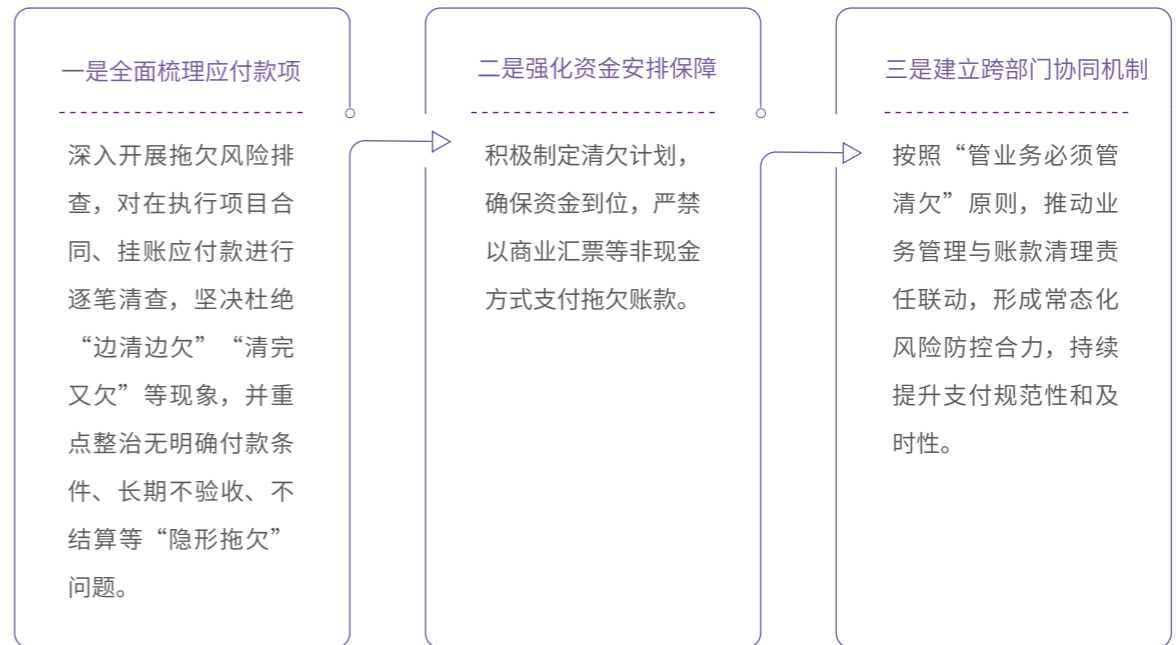 一是全面梳理应付款项
深入开展拖欠风险排
查，对在执行项目合
同、挂账应付款进行
逐笔清查，坚决杜绝
“边清边欠”“清完
又欠”等现象，并重
点整治无明确付款条
件、长期不验收、不
结算等“隐形拖欠”
问题。
二是强化资金安排保障
积极制定清欠计划，
确保资金到位，严禁
以商业汇票等非现金
方式支付拖欠账款。
三是建立跨部门协同机制
按照“管业务必须管
清欠”原则，推动业
务管理与账款清理责
任联动，形成常态化
风险防控合力，持续
提升支付规范性和及
时性。